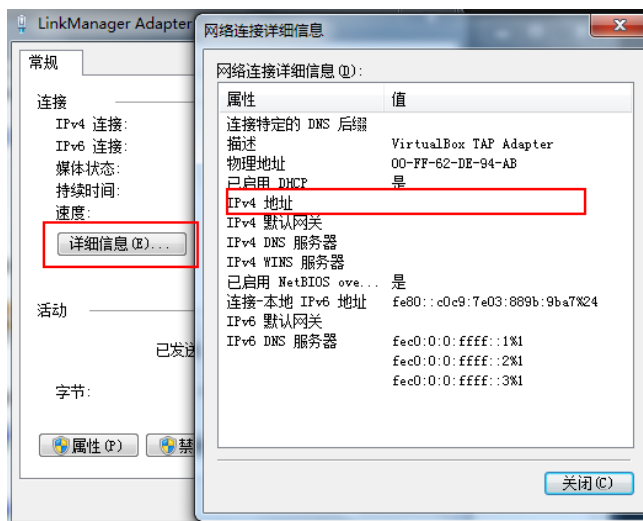 LinkManager Adapter
常规
连接
IPv4 连接:
IPv6 连接:
媒体状态:
持续时间:
速度:
详细信息(E)...
活动
已发送
字节:
属性(P)
禁
网络连接详细信息
网络连接详细信息(D):
属性 值
连接特定的 DNS 后缀
描述 VirtualBox TAP Adapter
物理地址 00-FF-62-DE-94-AB
已启用 DHCP 是
IPv4 地址
IPv4 默认网关
IPv4 DNS 服务器
IPv4 WINS 服务器
已启用 NetBIOS ove... 是
连接-本地 IPv6 地址 fe80::c0c9:7e03:889b:9ba7%24
IPv6 默认网关
IPv6 DNS 服务器 fec0:0:0:ffff::1%1
fec0:0:0:ffff::2%1
fec0:0:0:ffff::3%1
关闭(C)